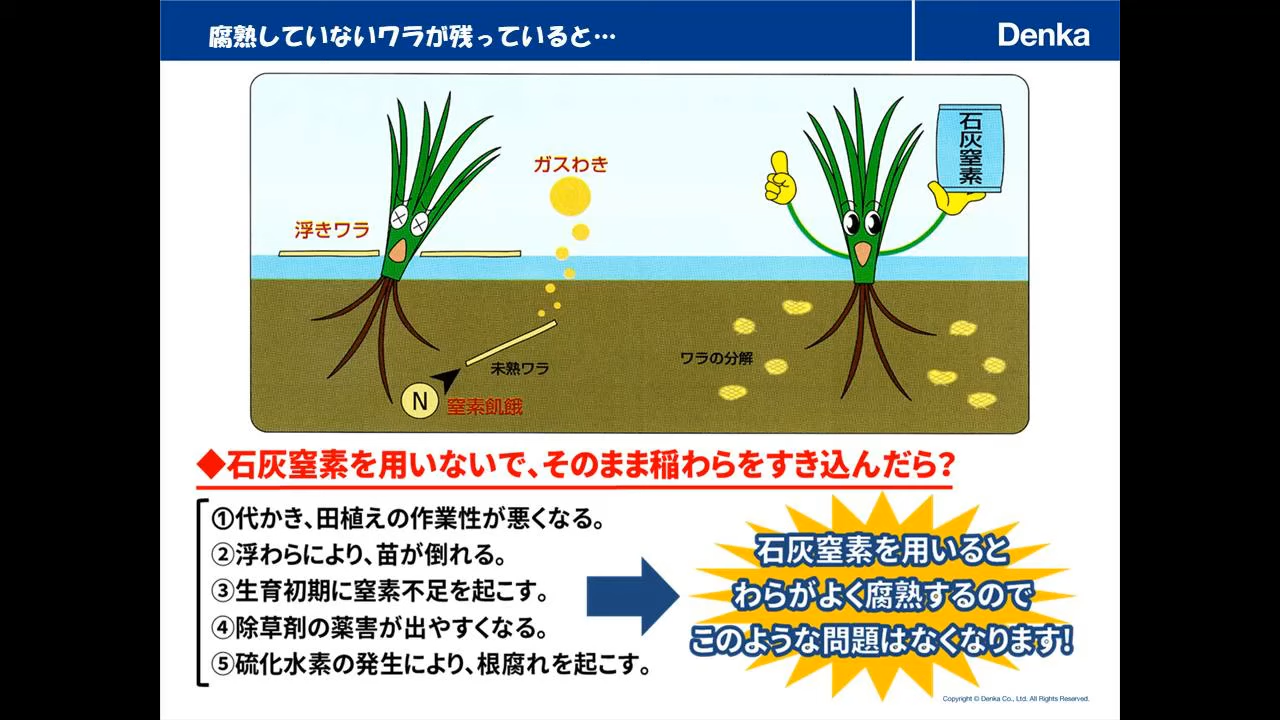 腐熟していないワラが残っていると…
Denka
ガスわき
浮きワラ
石灰窒素
未熟ワラ
N
窒素飢餓
ワラの分解
◆石灰窒素を用いないで、そのまま稲わらをすき込んだら？
①代かき、田植えの作業性が悪くなる。
②浮わらにより、苗が倒れる。
③生育初期に窒素不足を起こす。
④除草剤の薬害が出やすくなる。
⑤硫化水素の発生により、根腐れを起こす。
石灰窒素を用いると
わらがよく腐熟するので
このような問題はなくなります!
Copyright © Denka Co., Ltd. All Rights Reserved.